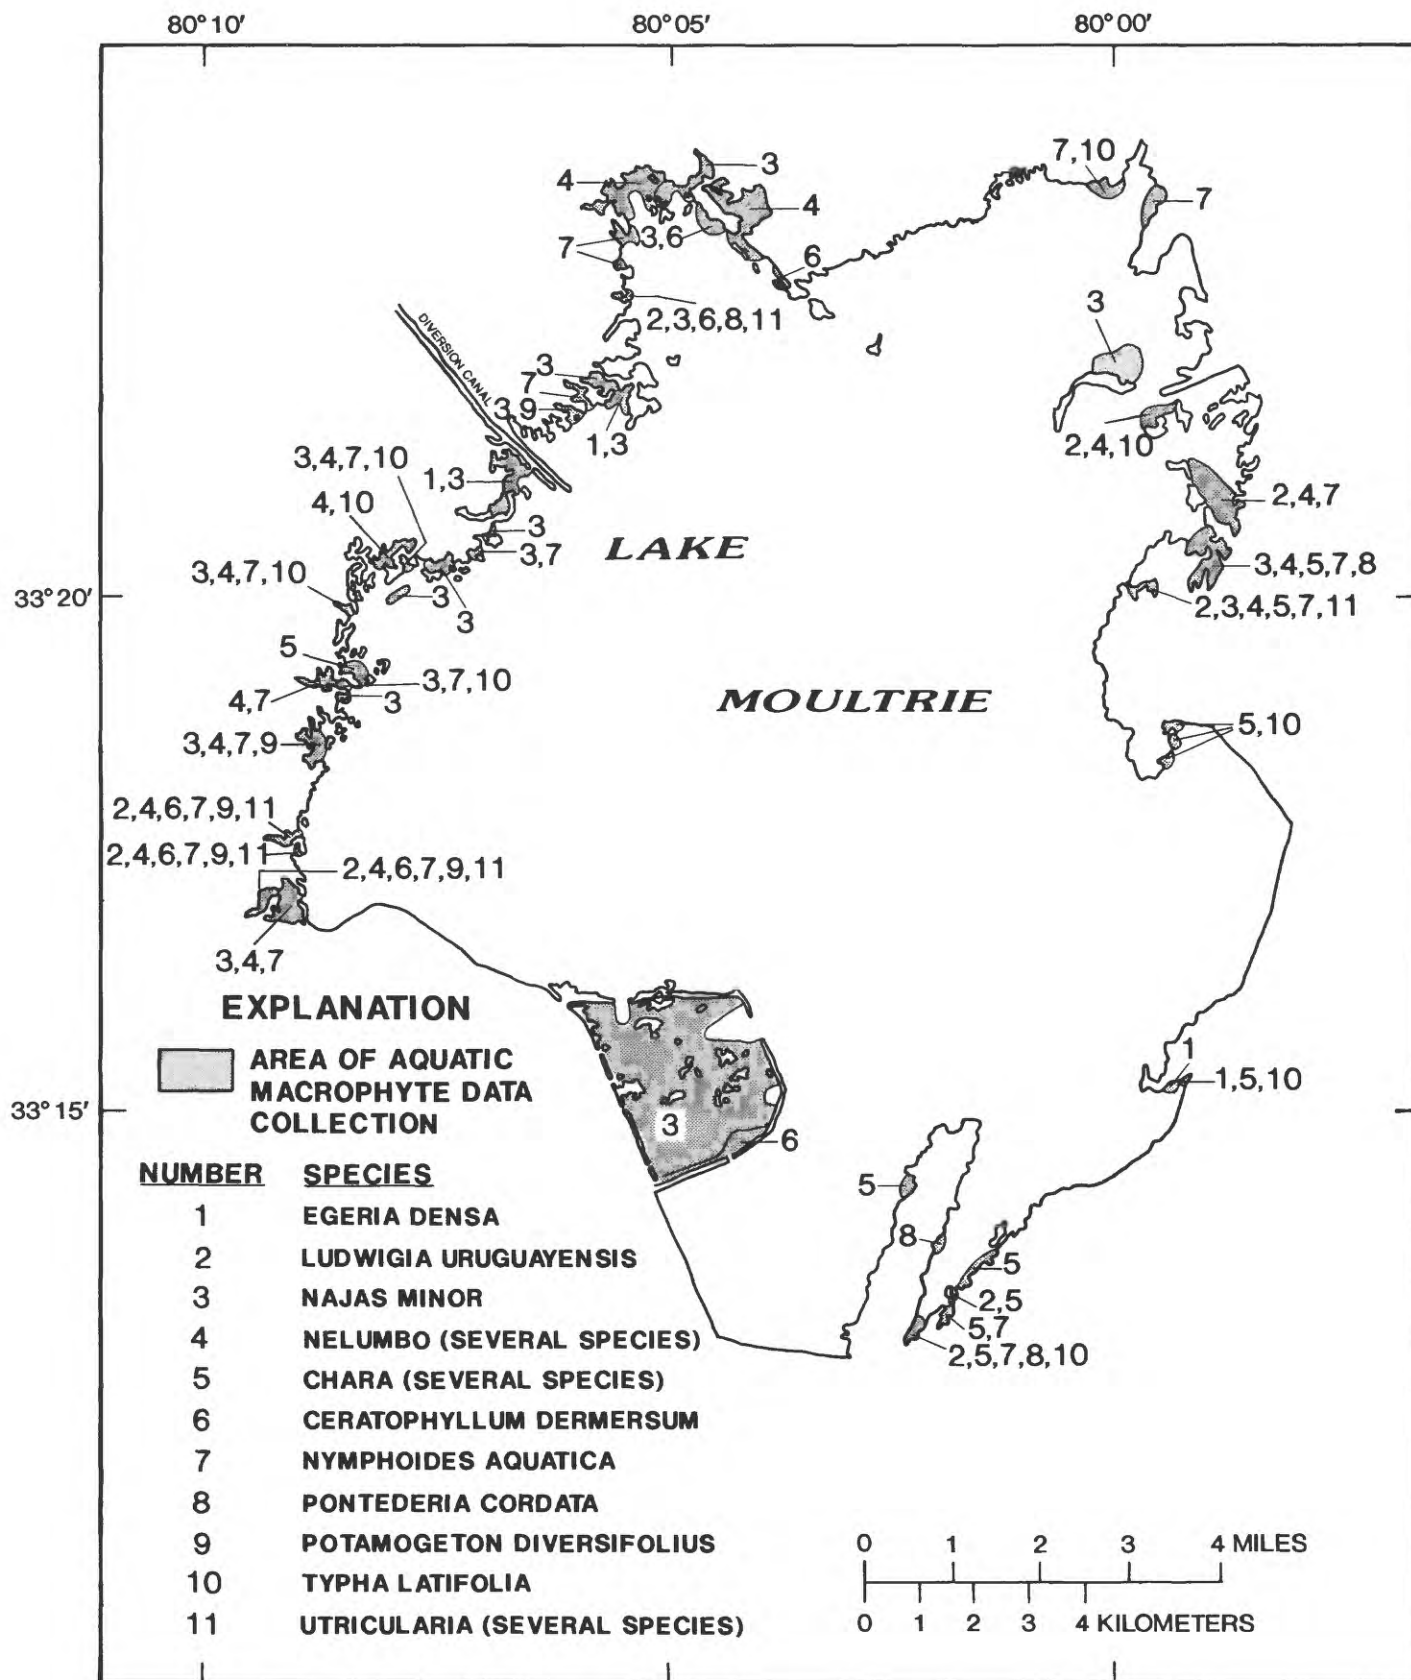 80°10' 80°05' 80°00'
3
7,10
4
4
7
3,6
7
6
2,3,6,8,11
3
DIVERSION CANAL
3
7
3,9
1,3
2,4,10
3,4,7,10
1,3
2,4,7
4,10
3
LAKE
3,7
3,4,5,7,8
3,4,7,10
33°20'
3
3
2,3,4,5,7,11
5
3,7,10
4,7
3
MOULTRIE
5,10
3,4,7,9
2,4,6,7,9,11
2,4,6,7,9,11
2,4,6,7,9,11
3,4,7
EXPLANATION
AREA OF AQUATIC
MACROPHYTE DATA
COLLECTION
1
1,5,10
33°15'
3
6
5
8
5
2,5
5,7
2,5,7,8,10
NUMBER SPECIES
1 EGERIA DENSA
2 LUDWIGIA URUGUAYENSIS
3 NAJAS MINOR
4 NELUMBO (SEVERAL SPECIES)
5 CHARA (SEVERAL SPECIES)
6 CERATOPHYLLUM DERMERSUM
7 NYMPHOIDES AQUATICA
8 PONTEDERIA CORDATA
9 POTAMOGETON DIVERSIFOLIUS
10 TYPHA LATIFOLIA
11 UTRICULARIA (SEVERAL SPECIES)
0 1 2 3 4 MILES
0 1 2 3 4 KILOMETERS